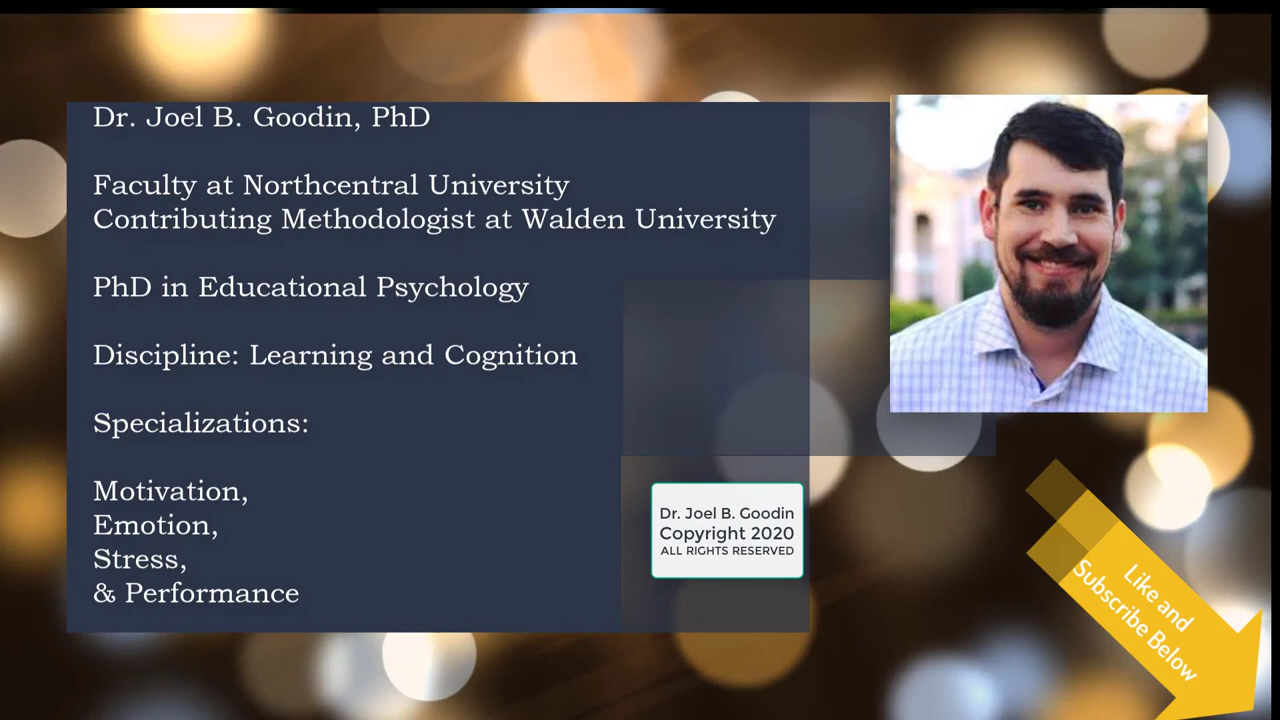 Dr. Joel B. Goodin, PhD
Faculty at Northcentral University
Contributing Methodologist at Walden University
PhD in Educational Psychology
Discipline: Learning and Cognition
Specializations:
Motivation,
Emotion,
Stress,
& Performance
Dr. Joel B. Goodin
Copyright 2020
ALL RIGHTS RESERVED
Like and
Subscribe Below